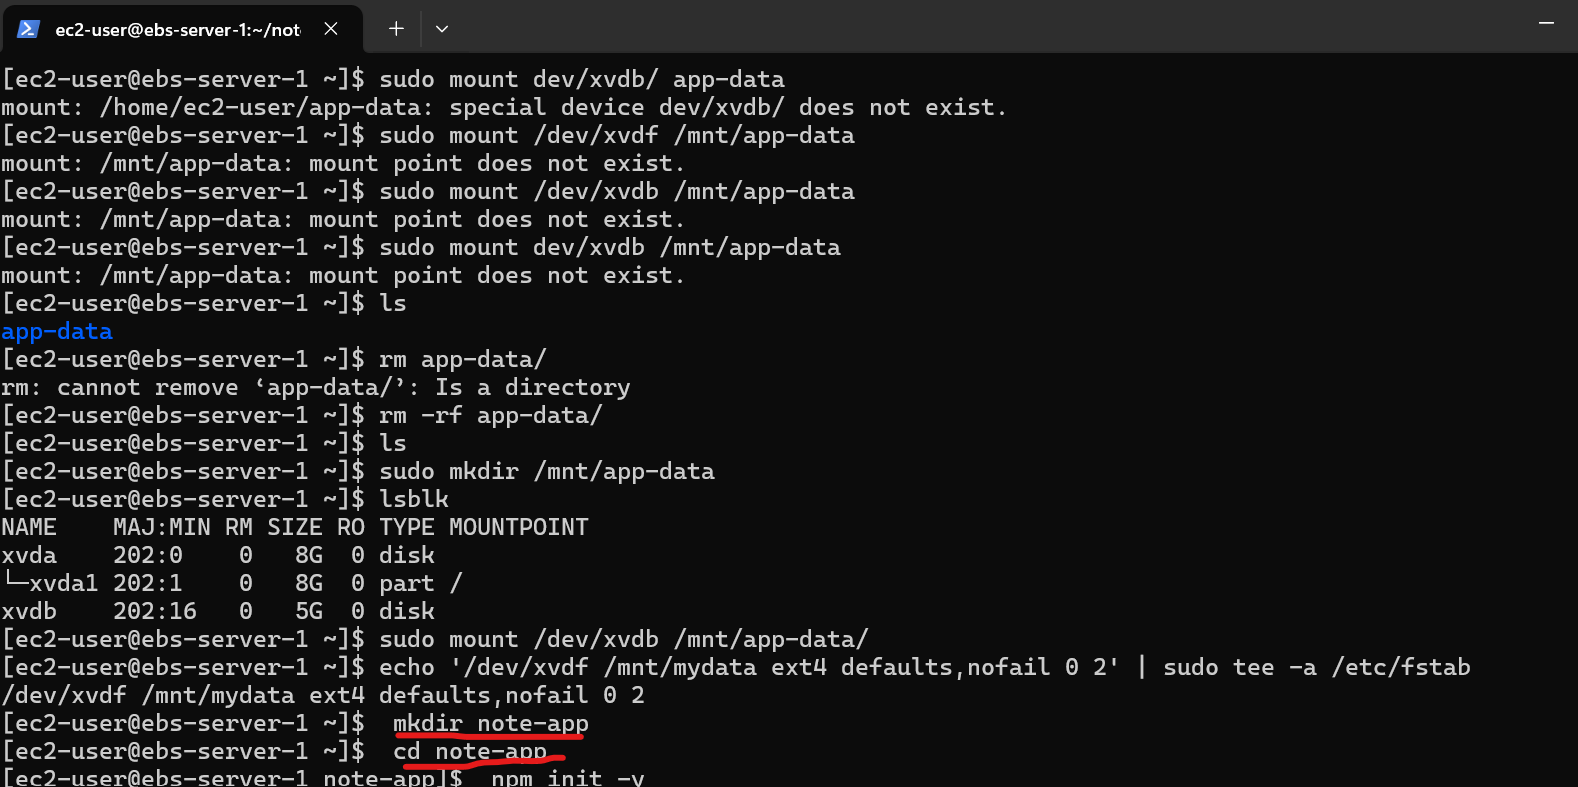 ec2-user@ebs-server-1:~/not
[ec2-user@ebs-server-1 ~]$ sudo mount dev/xvdb/ app-data
mount: /home/ec2-user/app-data: special device dev/xvdb/ does not exist.
[ec2-user@ebs-server-1 ~]$ sudo mount /dev/xvdf /mnt/app-data
mount: /mnt/app-data: mount point does not exist.
[ec2-user@ebs-server-1 ~]$ sudo mount /dev/xvdb /mnt/app-data
mount: /mnt/app-data: mount point does not exist.
[ec2-user@ebs-server-1 ~]$ sudo mount dev/xvdb /mnt/app-data
mount: /mnt/app-data: mount point does not exist.
[ec2-user@ebs-server-1 ~]$ ls
app-data
[ec2-user@ebs-server-1 ~]$ rm app-data/
rm: cannot remove ‘app-data/’: Is a directory
[ec2-user@ebs-server-1 ~]$ rm -rf app-data/
[ec2-user@ebs-server-1 ~]$ ls
[ec2-user@ebs-server-1 ~]$ sudo mkdir /mnt/app-data
[ec2-user@ebs-server-1 ~]$ lsblk
NAME    MAJ:MIN RM SIZE RO TYPE MOUNTPOINT
xvda    202:0    0   8G  0 disk
└─xvda1 202:1    0   8G  0 part /
xvdb    202:16   0   5G  0 disk
[ec2-user@ebs-server-1 ~]$ sudo mount /dev/xvdb /mnt/app-data/
[ec2-user@ebs-server-1 ~]$ echo '/dev/xvdf /mnt/mydata ext4 defaults,nofail 0 2' | sudo tee -a /etc/fstab
/dev/xvdf /mnt/mydata ext4 defaults,nofail 0 2
[ec2-user@ebs-server-1 ~]$  mkdir note-app
[ec2-user@ebs-server-1 ~]$  cd note-app
[ec2-user@ebs-server-1 note-app]$  npm init -y